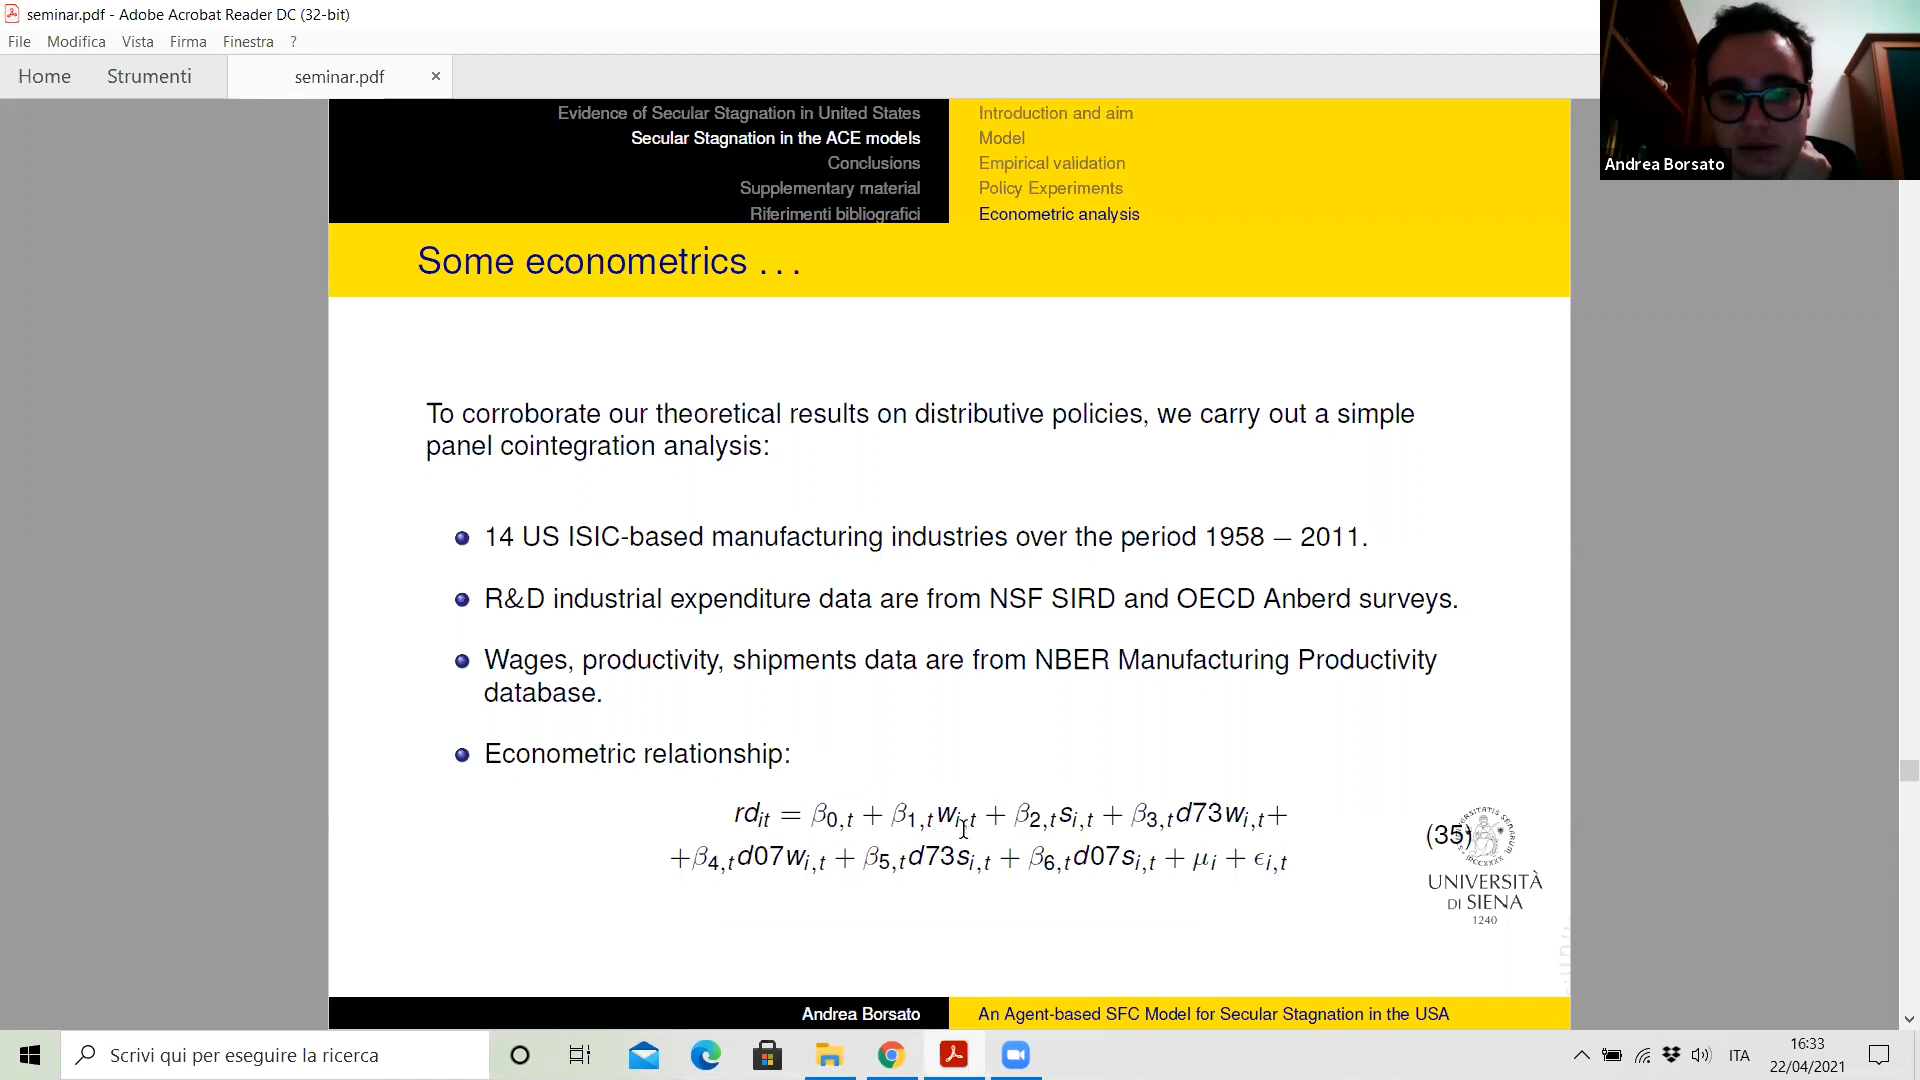 seminar.pdf - Adobe Acrobat Reader DC (32-bit)
File Modifica Vista Firma Finestra ?
Home Strumenti seminar.pdf ×
Andrea Borsato
Evidence of Secular Stagnation in United States
Secular Stagnation in the ACE models
Conclusions
Supplementary material
Riferimenti bibliografici
Introduction and aim
Model
Empirical validation
Policy Experiments
Econometric analysis
Some econometrics . . .
To corroborate our theoretical results on distributive policies, we carry out a simple
panel cointegration analysis:
14 US ISIC-based manufacturing industries over the period 1958 – 2011.
R&D industrial expenditure data are from NSF SIRD and OECD Anberd surveys.
Wages, productivity, shipments data are from NBER Manufacturing Productivity
database.
Econometric relationship:
rd_it = β_0,t + β_1,t w_i,t + β_2,t s_i,t + β_3,t d73w_i,t +
+β_4,t d07w_i,t + β_5,t d73s_i,t + β_6,t d07s_i,t + μ_i + ϵ_i,t
(35)
UNIVERSITÀ
DI SIENA
1240
Andrea Borsato An Agent-based SFC Model for Secular Stagnation in the USA
Scrivi qui per eseguire la ricerca
ITA
16:33
22/04/2021